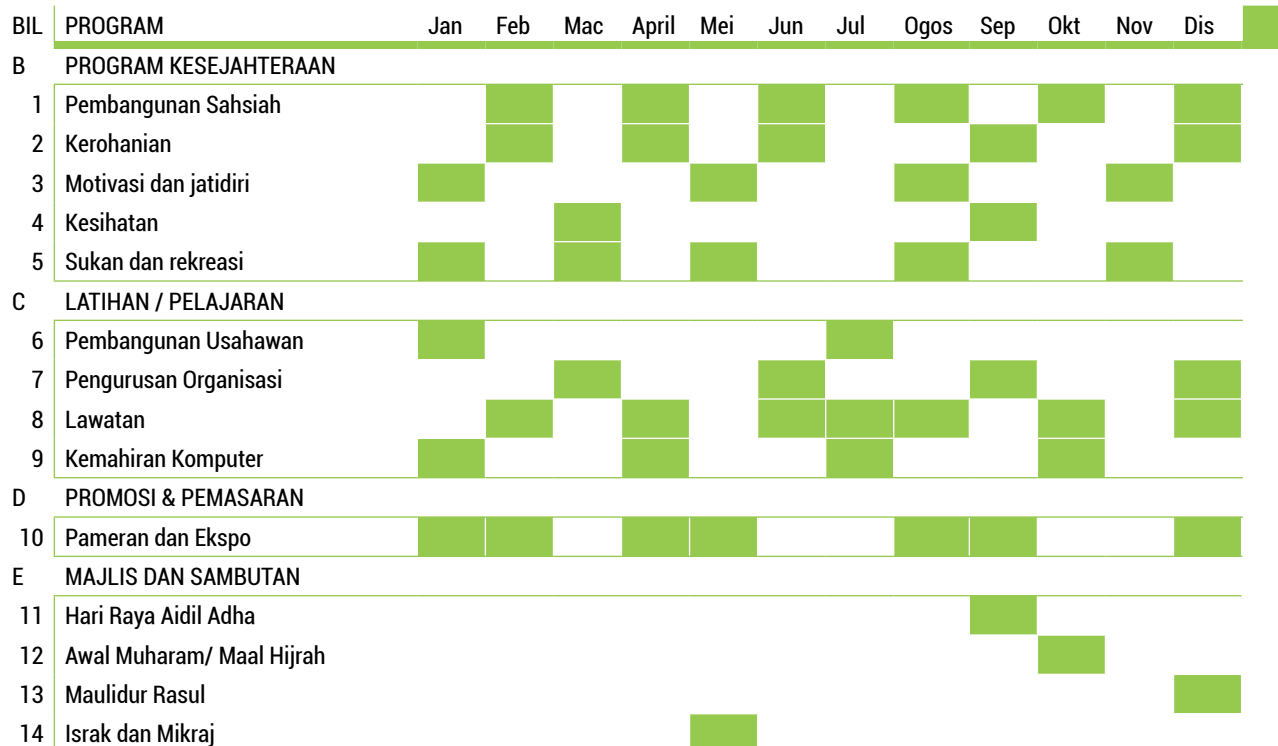 BIL PROGRAM Jan Feb Mac April Mei Jun Jul Ogos Sep Okt Nov Dis
B PROGRAM KESEJAHTERAAN
1 Pembangunan Sahsiah
2 Kerohanian
3 Motivasi dan jatidiri
4 Kesihatan
5 Sukan dan rekreasi
C LATIHAN / PELAJARAN
6 Pembangunan Usahawan
7 Pengurusan Organisasi
8 Lawatan
9 Kemahiran Komputer
D PROMOSI & PEMASARAN
10 Pameran dan Ekspo
E MAJLIS DAN SAMBUTAN
11 Hari Raya Aidil Adha
12 Awal Muharam/ Maal Hijrah
13 Maulidur Rasul
14 Israk dan Mikraj